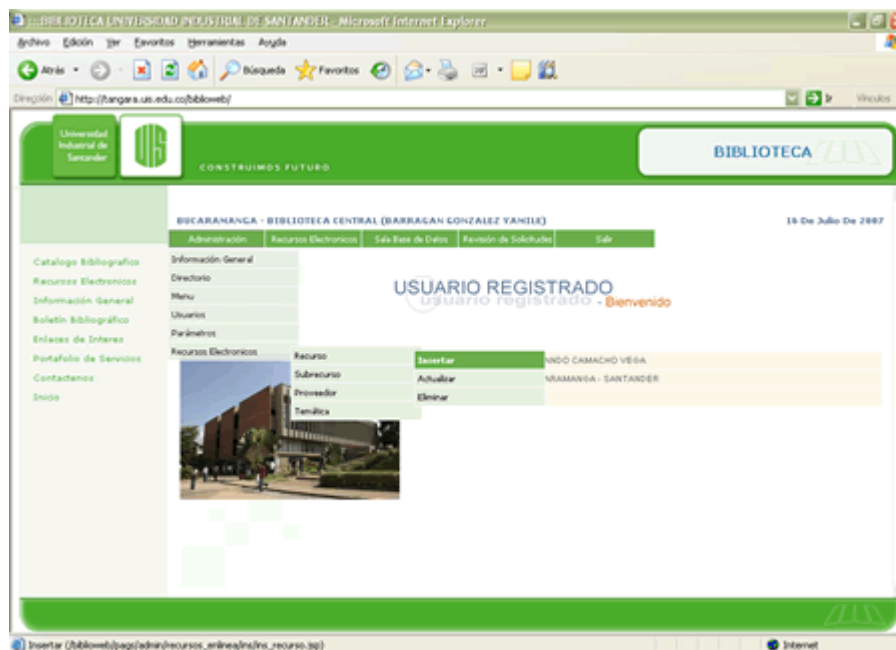 :::BIBLIOTECA UNIVERSIDAD INDUSTRIAL DE SANTANDER - Microsoft Internet Explorer
Archivo Edición Ver Favoritos Herramientas Ayuda
Atrás Búsqueda Favoritos
Dirección http://tangara.uis.edu.co/biblioweb/ Ir Vínculos
Universidad
Industrial de
Santander
UIS
CONSTRUIMOS FUTURO
BIBLIOTECA
BUCARAMANGA - BIBLIOTECA CENTRAL (BARRAGAN GONZALEZ YAMILE) 16 De Julio De 2007
Administración Recursos Electronicos Sala Base de Datos Revisión de Solicitudes Salir
Catalogo Bibliografico
Recursos Electronicos
Información General
Boletin Bibliográfico
Enlaces de Interes
Portafolio de Servicios
Contactenos
Inicio
Información General
Directorio
Menu
Usuarios
Parámetros
Recursos Electronicos
USUARIO REGISTRADO
usuario registrado - Bienvenido
Recurso
Subrecurso
Proveedor
Temática
Insertar
Actualizar
Eliminar
CAMACHO VEGA
- SANTANDER
Insertar (/biblioweb/pags/admin/recursos_enlinea/ins/ins_recurso.jsp) Internet